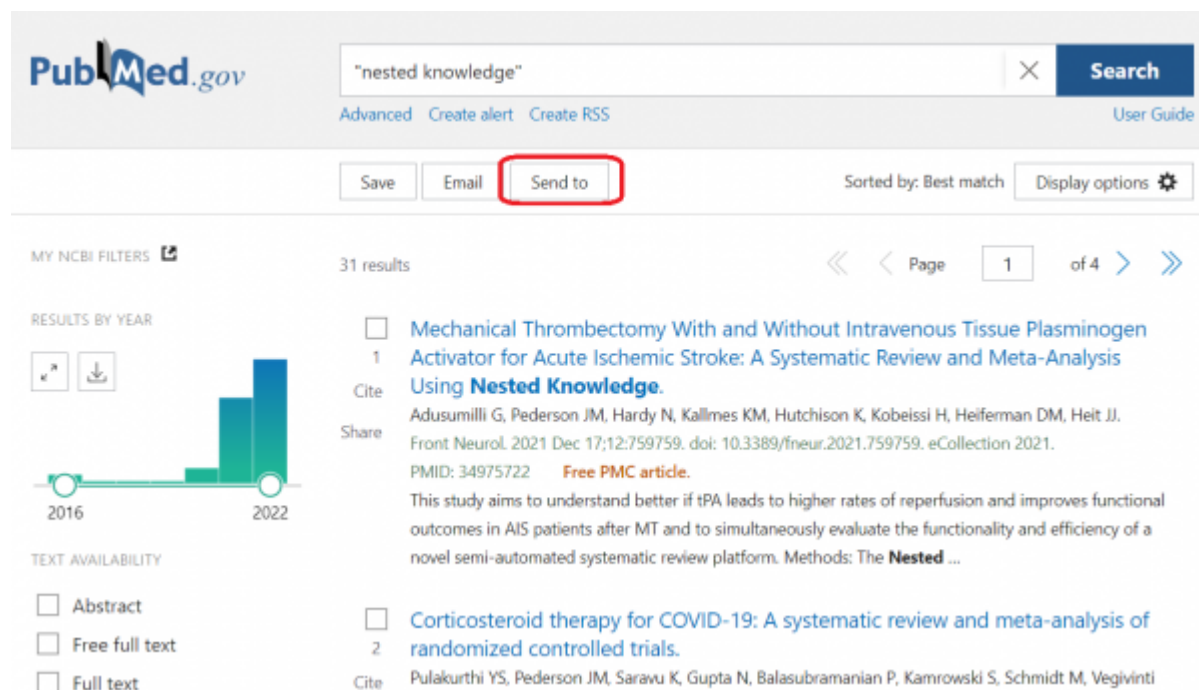 PubMed.gov
"nested knowledge"
Search
Advanced Create alert Create RSS
User Guide
Save Email Send to
Sorted by: Best match Display options
MY NCBI FILTERS
31 results
Page 1 of 4
RESULTS BY YEAR
2016 2022
TEXT AVAILABILITY
Abstract
Free full text
Full text
Mechanical Thrombectomy With and Without Intravenous Tissue Plasminogen
1 Activator for Acute Ischemic Stroke: A Systematic Review and Meta-Analysis
Cite Using Nested Knowledge.
Adusumilli G, Pederson JM, Hardy N, Kallmes KM, Hutchison K, Kobeissi H, Heiferman DM, Heit JJ.
Share Front Neurol. 2021 Dec 17;12:759759. doi: 10.3389/fneur.2021.759759. eCollection 2021.
PMID: 34975722 Free PMC article.
This study aims to understand better if tPA leads to higher rates of reperfusion and improves functional
outcomes in AIS patients after MT and to simultaneously evaluate the functionality and efficiency of a
novel semi-automated systematic review platform. Methods: The Nested ...
Corticosteroid therapy for COVID-19: A systematic review and meta-analysis of
2 randomized controlled trials.
Cite Pulakurthi YS, Pederson JM, Saravu K, Gupta N, Balasubramanian P, Kamrowski S, Schmidt M, Vegivinti